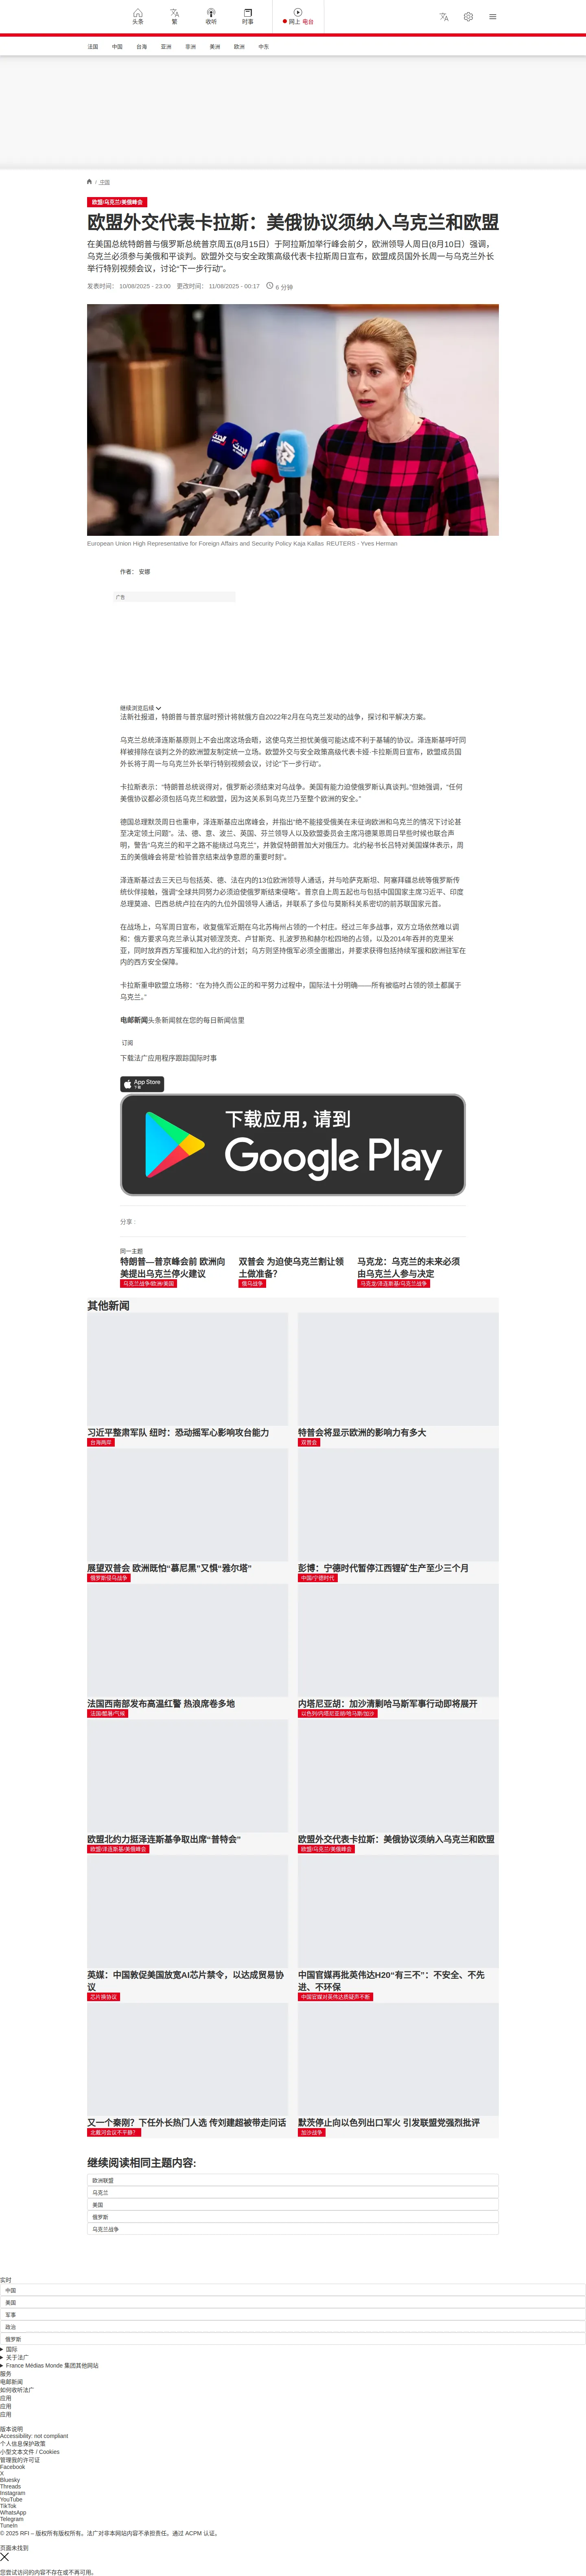 头条
繁
收听
时事
网上 电台
法国
中国
台海
亚洲
非洲
美洲
欧洲
中东
/ 中国
欧盟/乌克兰/美俄峰会
欧盟外交代表卡拉斯：美俄协议须纳入乌克兰和欧盟
在美国总统特朗普与俄罗斯总统普京周五(8月15日）于阿拉斯加举行峰会前夕，欧洲领导人周日(8月10日）强调，
乌克兰必须参与美俄和平谈判。欧盟外交与安全政策高级代表卡拉斯周日宣布，欧盟成员国外长周一与乌克兰外长
举行特别视频会议，讨论“下一步行动”。
发表时间： 10/08/2025 - 23:00 更改时间： 11/08/2025 - 00:17 6 分钟
European Union High Representative for Foreign Affairs and Security Policy Kaja Kallas REUTERS - Yves Herman
作者： 安娜
广告
继续浏览后续
法新社报道，特朗普与普京届时预计将就俄方自2022年2月在乌克兰发动的战争，探讨和平解决方案。
乌克兰总统泽连斯基原则上不会出席这场会晤，这使乌克兰担忧美俄可能达成不利于基辅的协议。泽连斯基呼吁同
样被排除在谈判之外的欧洲盟友制定统一立场。欧盟外交与安全政策高级代表卡娅·卡拉斯周日宣布，欧盟成员国
外长将于周一与乌克兰外长举行特别视频会议，讨论“下一步行动”。
卡拉斯表示：“特朗普总统说得对，俄罗斯必须结束对乌战争。美国有能力迫使俄罗斯认真谈判。”但她强调，“任何
美俄协议都必须包括乌克兰和欧盟，因为这关系到乌克兰乃至整个欧洲的安全。”
德国总理默茨周日也重申，泽连斯基应出席峰会，并指出“绝不能接受俄美在未征询欧洲和乌克兰的情况下讨论甚
至决定领土问题”。法、德、意、波兰、英国、芬兰领导人以及欧盟委员会主席冯德莱恩周日早些时候也联合声
明，警告“乌克兰的和平之路不能绕过乌克兰”，并敦促特朗普加大对俄压力。北约秘书长吕特对美国媒体表示，周
五的美俄峰会将是“检验普京结束战争意愿的重要时刻”。
泽连斯基过去三天已与包括英、德、法在内的13位欧洲领导人通话，并与哈萨克斯坦、阿塞拜疆总统等俄罗斯传
统伙伴接触，强调“全球共同努力必须迫使俄罗斯结束侵略”。普京自上周五起也与包括中国国家主席习近平、印度
总理莫迪、巴西总统卢拉在内的九位外国领导人通话，并联系了多位与莫斯科关系密切的前苏联国家元首。
在战场上，乌军周日宣布，收复俄军近期在乌北苏梅州占领的一个村庄。经过三年多战事，双方立场依然难以调
和：俄方要求乌克兰承认其对顿涅茨克、卢甘斯克、扎波罗热和赫尔松四地的占领，以及2014年吞并的克里米
亚，同时放弃西方军援和加入北约的计划；乌方则坚持俄军必须全面撤出，并要求获得包括持续军援和欧洲驻军在
内的西方安全保障。
卡拉斯重申欧盟立场称：“在为持久而公正的和平努力过程中，国际法十分明确——所有被临时占领的领土都属于
乌克兰。”
电邮新闻头条新闻就在您的每日新闻信里
订阅
下载法广应用程序跟踪国际时事
App Store
下载
下载应用，请到
Google Play
分享 :
同一主题
特朗普—普京峰会前 欧洲向
美提出乌克兰停火建议
乌克兰战争/欧洲/美国
双普会 为迫使乌克兰割让领
土做准备?
俄乌战争
马克龙：乌克兰的未来必须
由乌克兰人参与决定
马克龙/泽连斯基/乌克兰战争
其他新闻
习近平整肃军队 纽时：恐动摇军心影响攻台能力
台海两岸
特普会将显示欧洲的影响力有多大
双普会
展望双普会 欧洲既怕“慕尼黑”又惧“雅尔塔”
俄罗斯侵乌战争
彭博：宁德时代暂停江西锂矿生产至少三个月
中国/宁德时代
法国西南部发布高温红警 热浪席卷多地
法国/酷暑/气候
内塔尼亚胡：加沙清剿哈马斯军事行动即将展开
以色列/内塔尼亚胡/哈马斯/加沙
欧盟北约力挺泽连斯基争取出席“普特会”
欧盟/泽连斯基/美俄峰会
欧盟外交代表卡拉斯：美俄协议须纳入乌克兰和欧盟
欧盟/乌克兰/美俄峰会
英媒：中国敦促美国放宽AI芯片禁令，以达成贸易协
议
芯片换协议
中国官媒再批英伟达H20“有三不”：不安全、不先
进、不环保
中国官媒对英伟达质疑声不断
又一个秦刚？下任外长热门人选 传刘建超被带走问话
北戴河会议不平静？
默茨停止向以色列出口军火 引发联盟党强烈批评
加沙战争
继续阅读相同主题内容:
欧洲联盟
乌克兰
美国
俄罗斯
乌克兰战争
实时
中国
美国
军事
政治
俄罗斯
国际
关于法广
France Médias Monde 集团其他网站
服务
电邮新闻
如何收听法广
应用
应用
应用
版本说明
Accessibility: not compliant
个人信息保护政策
小型文本文件 / Cookies
管理我的许可证
Facebook
X
Bluesky
Threads
Instagram
YouTube
TikTok
WhatsApp
Telegram
TuneIn
© 2025 RFI – 版权所有版权所有。法广对非本网站内容不承担责任。通过 ACPM 认证。
页面未找到
您尝试访问的内容不存在或不再可用。